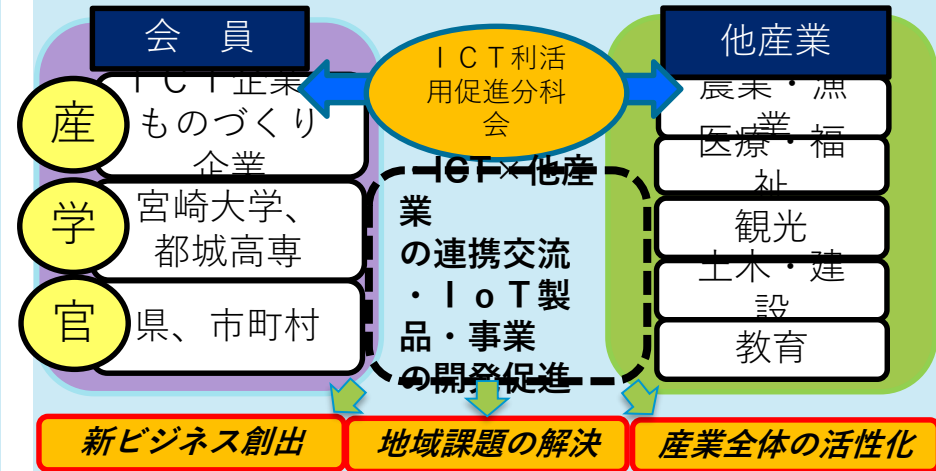 会員
産
ICT企業
ものづくり
企業
学
宮崎大学、
都城高専
官
県、市町村
ICT利活
用促進分科
会
・ICT×他産
業
の連携交流
・IoT製
品・事業
の開発促進
他産業
農業・漁
業
医療・福
祉
観光
土木・建
設
教育
新ビジネス創出
地域課題の解決
産業全体の活性化